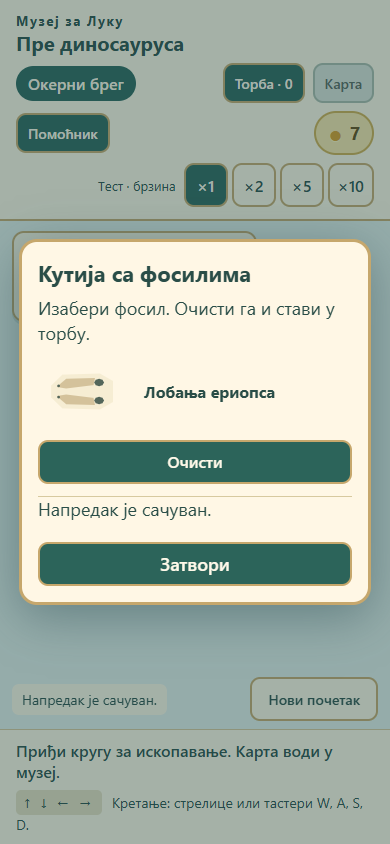 Музеј за Луку
Пре диносауруса
Окерни брег
Торба · 0
Карта
Помоћник
7
Тест · брзина
×1
×2
×5
×10
Кутија са фосилима
Изабери фосил. Очисти га и стави у
торбу.
Лобања ериопса
Очисти
Напредак је сачуван.
Затвори
Напредак је сачуван.
Нови почетак
Приђи кругу за ископавање. Карта води у
музеј.
↑ ↓ ← → Кретање: стрелице или тастери W, A, S,
D.